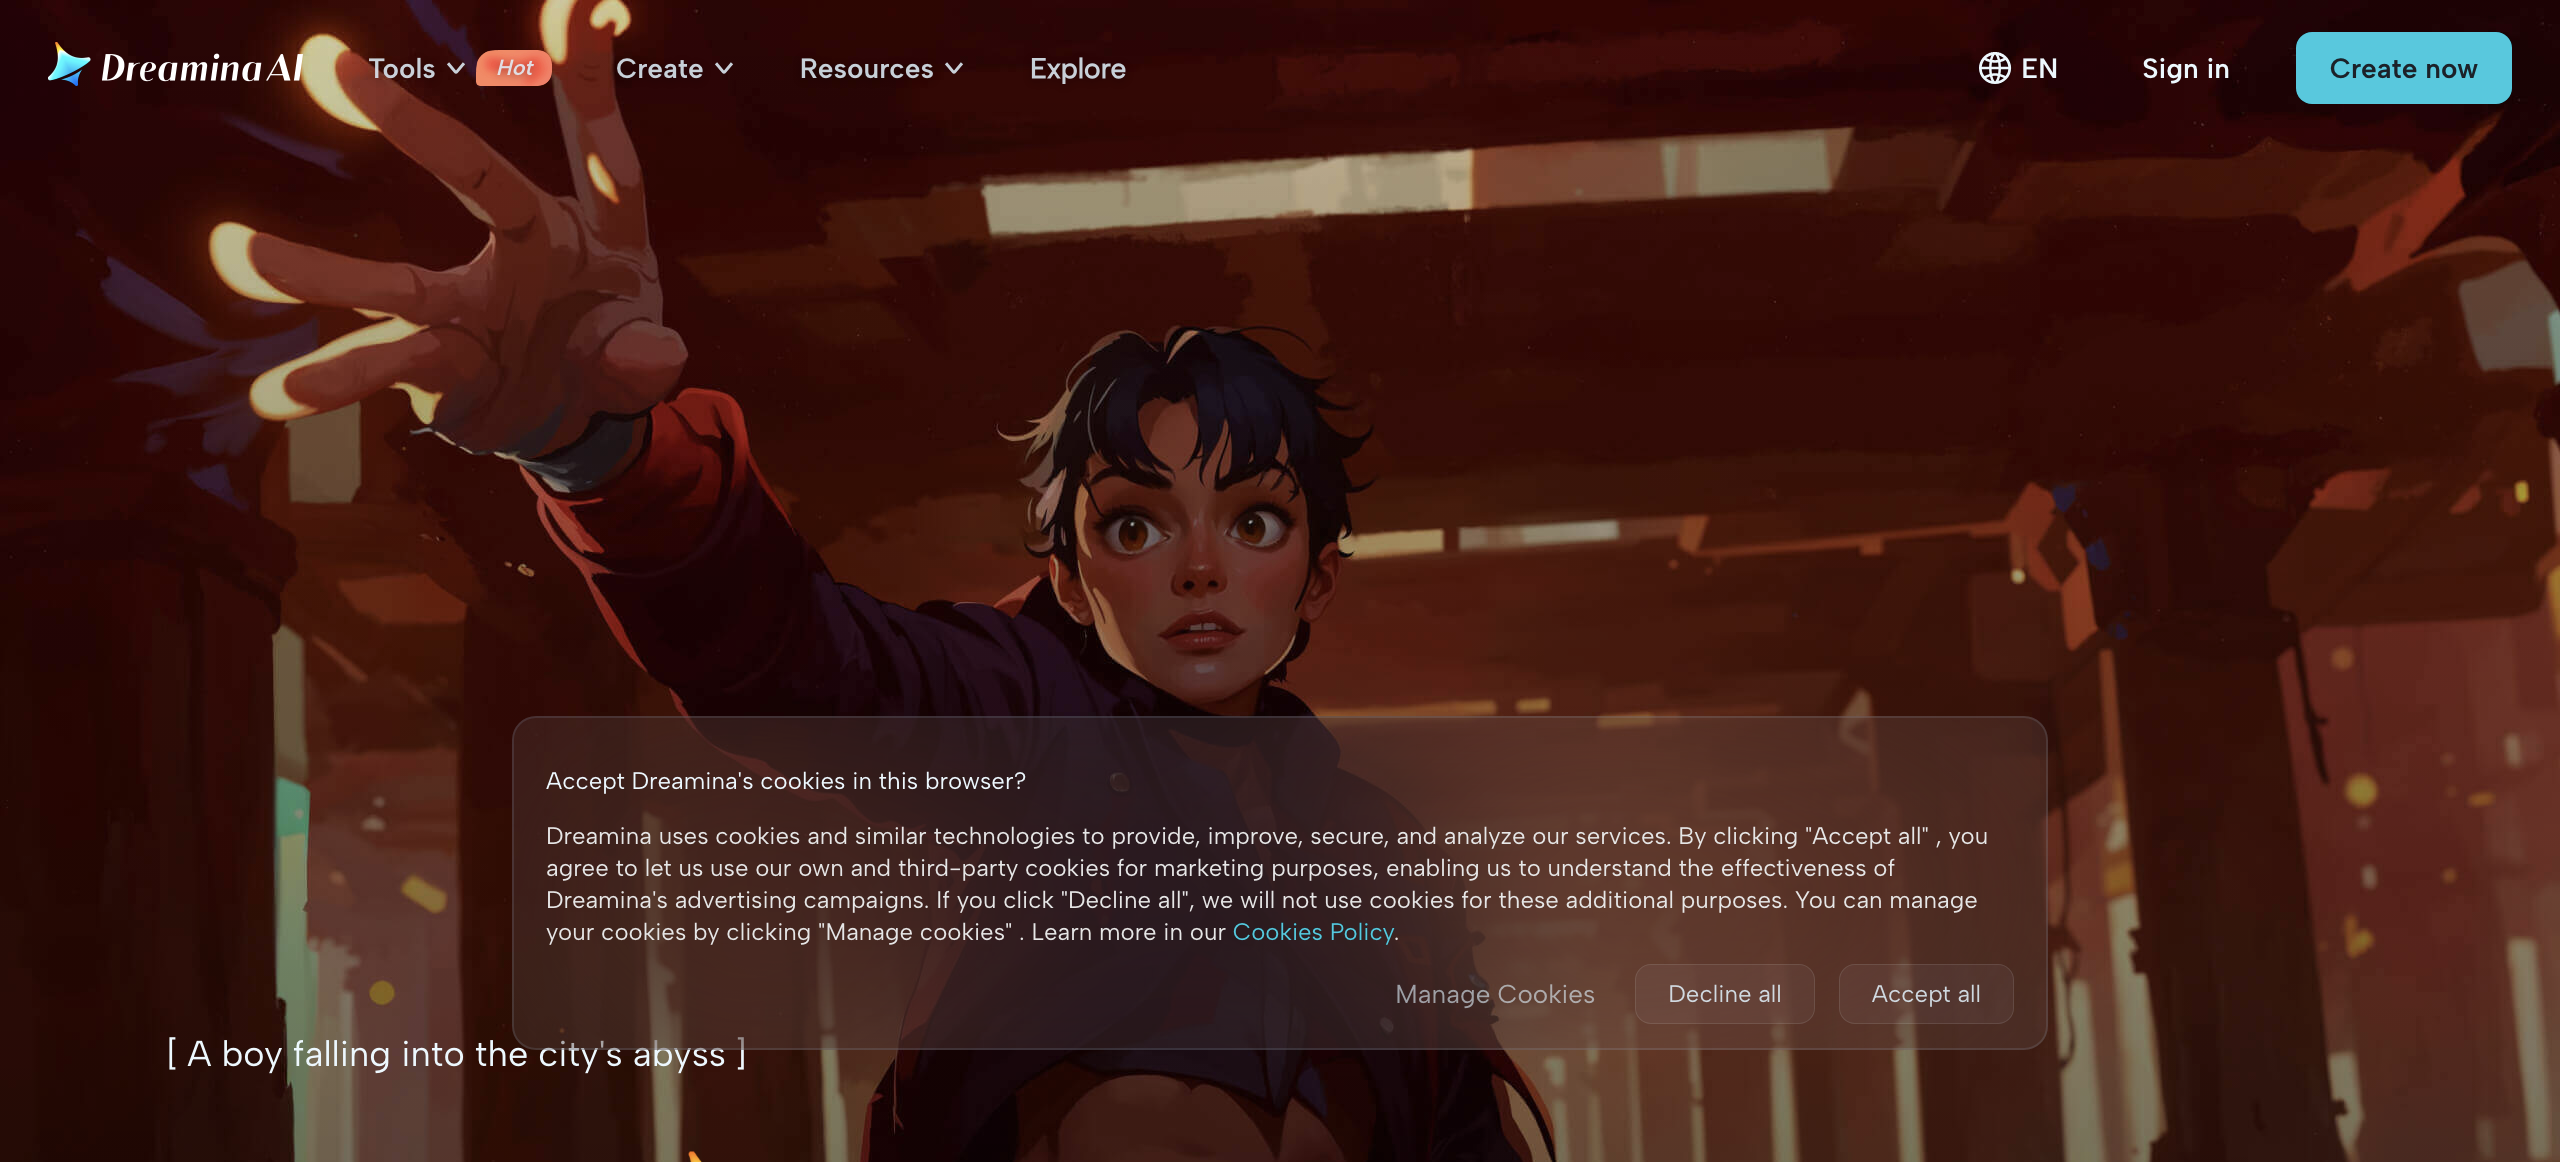 Dreamina AI
Tools
Hot
Create
Resources
Explore
EN
Sign in
Create now
Accept Dreamina's cookies in this browser?
Dreamina uses cookies and similar technologies to provide, improve, secure, and analyze our services. By clicking "Accept all" , you
agree to let us use our own and third-party cookies for marketing purposes, enabling us to understand the effectiveness of
Dreamina's advertising campaigns. If you click "Decline all", we will not use cookies for these additional purposes. You can manage
your cookies by clicking "Manage cookies" . Learn more in our Cookies Policy.
Manage Cookies
Decline all
Accept all
[ A boy falling into the city's abyss ]